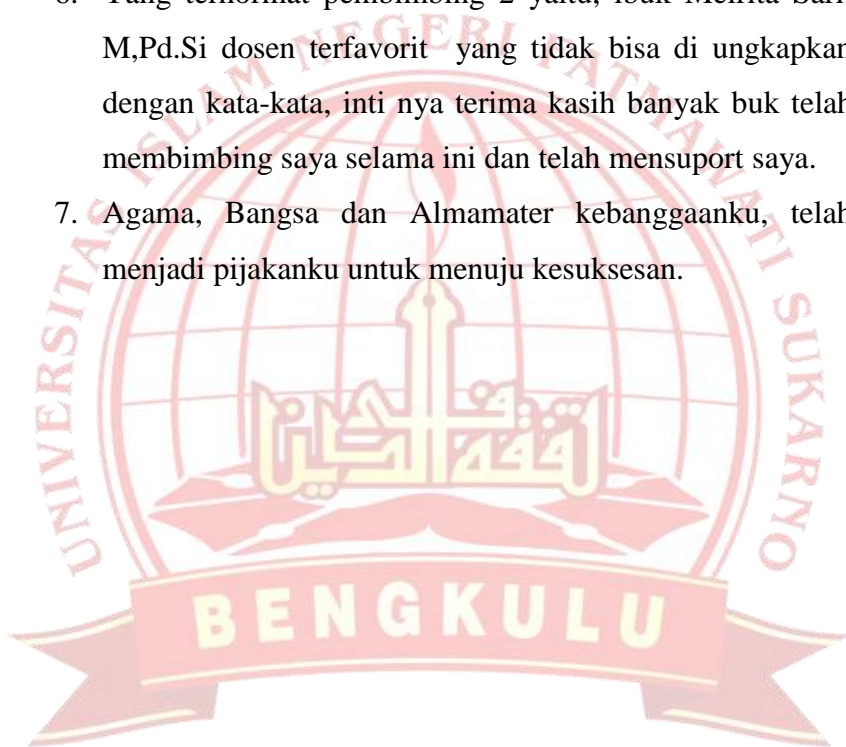 6. Yang terhormat pembimbing 2 yaitu, Ibuk Meirita Sari
M,Pd.Si dosen terfavorit yang tidak bisa di ungkapkan
dengan kata-kata, inti nya terima kasih banyak buk telah
membimbing saya selama ini dan telah mensuport saya.
7. Agama, Bangsa dan Almamater kebanggaanku, telah
menjadi pijakanku untuk menuju kesuksesan.
UNIVERSITAS ISLAM NEGERI FATMAWATI SUKARNO
BENGKULU